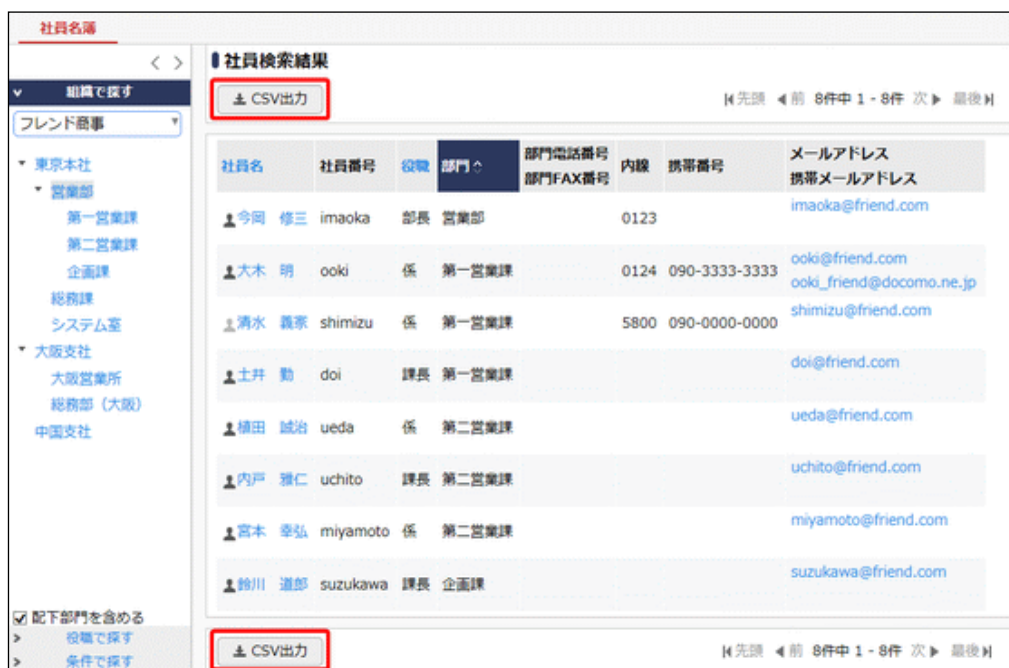 社員名簿
< >
組織で探す
フレンド商事
東京本社
営業部
第一営業課
第二営業課
企画課
総務課
システム室
大阪支社
大阪営業所
総務部（大阪）
中国支社
配下部門を含める
役職で探す
条件で探す
社員検索結果
CSV出力
先頭 前 8件中 1 - 8件 次 最後
社員名 社員番号 役職 部門 部門電話番号 内線 携帯番号 メールアドレス
部門FAX番号 携帯メールアドレス
今岡 修三 imaoka 部長 営業部 0123 imaoka@friend.com
大木 明 ooki 係 第一営業課 0124 090-3333-3333 ooki@friend.com
ooki_friend@docomo.ne.jp
清水 義家 shimizu 係 第一営業課 5800 090-0000-0000 shimizu@friend.com
土井 勤 doi 課長 第一営業課 doi@friend.com
植田 誠治 ueda 係 第二営業課 ueda@friend.com
内戸 雅仁 uchito 課長 第二営業課 uchito@friend.com
宮本 幸弘 miyamoto 係 第二営業課 miyamoto@friend.com
鈴川 道郎 suzukawa 課長 企画課 suzukawa@friend.com
CSV出力
先頭 前 8件中 1 - 8件 次 最後